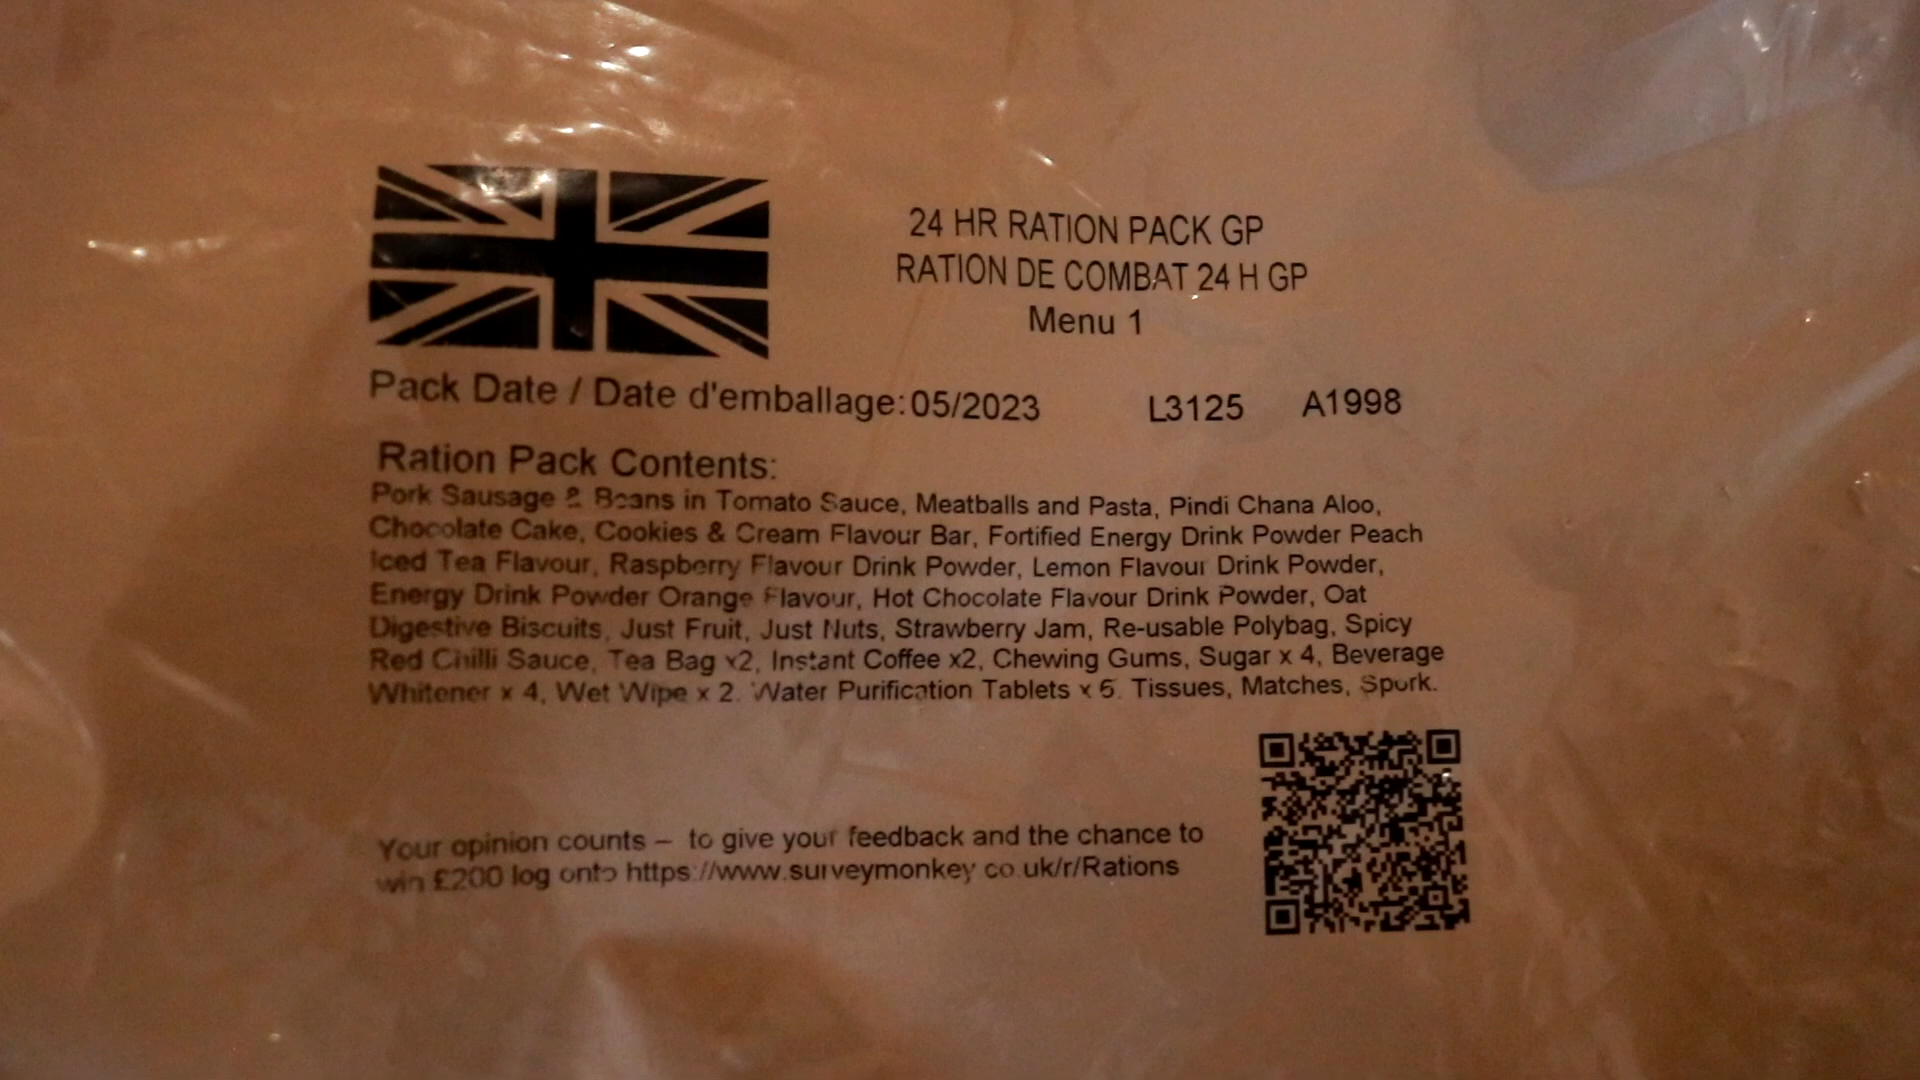 24 HR RATION PACK GP
RATION DE COMBAT 24 H GP
Menu 1
Pack Date / Date d'emballage:05/2023 L3125 A1998
Ration Pack Contents:
Pork Sausage & Beans in Tomato Sauce, Meatballs and Pasta, Pindi Chana Aloo,
Chocolate Cake, Cookies & Cream Flavour Bar, Fortified Energy Drink Powder Peach
Iced Tea Flavour, Raspberry Flavour Drink Powder, Lemon Flavour Drink Powder,
Energy Drink Powder Orange Flavour, Hot Chocolate Flavour Drink Powder, Oat
Digestive Biscuits, Just Fruit, Just Nuts, Strawberry Jam, Re-usable Polybag, Spicy
Red Chilli Sauce, Tea Bag x2, Instant Coffee x2, Chewing Gums, Sugar x 4, Beverage
Whitener x 4, Wet Wipe x 2, Water Purification Tablets x 6, Tissues, Matches, Spork.
Your opinion counts – to give your feedback and the chance to
win £200 log onto https://www.surveymonkey.co.uk/r/Rations